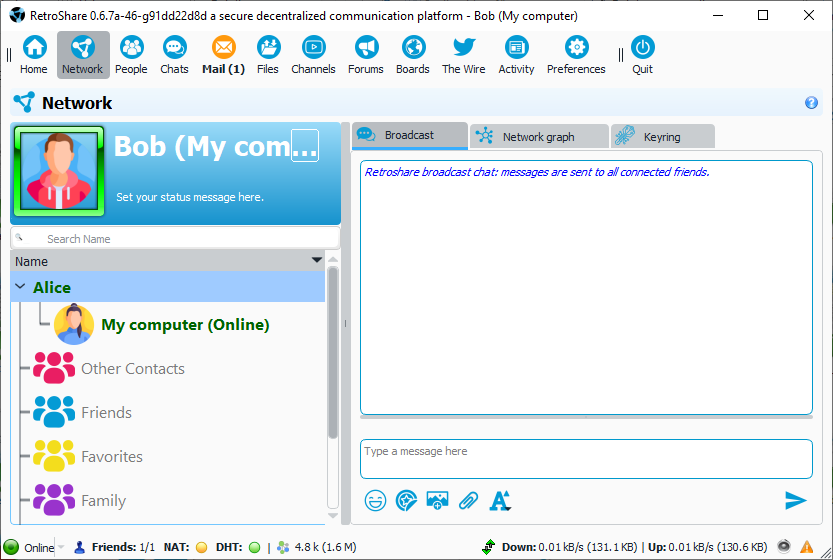 RetroShare 0.6.7a-46-g91dd22d8d a secure decentralized communication platform - Bob (My computer)
Home Network People Chats Mail (1) Files Channels Forums Boards The Wire Activity Preferences Quit
Network
Bob (My com...
Set your status message here.
Search Name
Name
Alice
My computer (Online)
Other Contacts
Friends
Favorites
Family
Broadcast Network graph Keyring
Retroshare broadcast chat: messages are sent to all connected friends.
Type a message here
Online Friends: 1/1 NAT: DHT: | 4.8 k (1.6 M) Down: 0.01 kB/s (131.1 KB) | Up: 0.01 kB/s (130.6 KB)